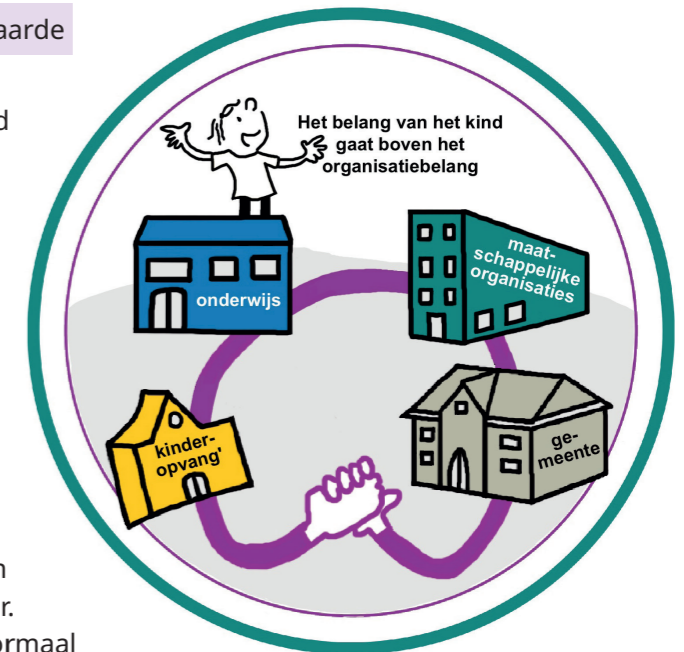 aarde
d
Het belang van het kind
gaat boven het
organisatiebelang
maat-
schappelijke
organisaties
onderwijs
kinder-
opvang'
ge-
meente
n
r.
ormaal